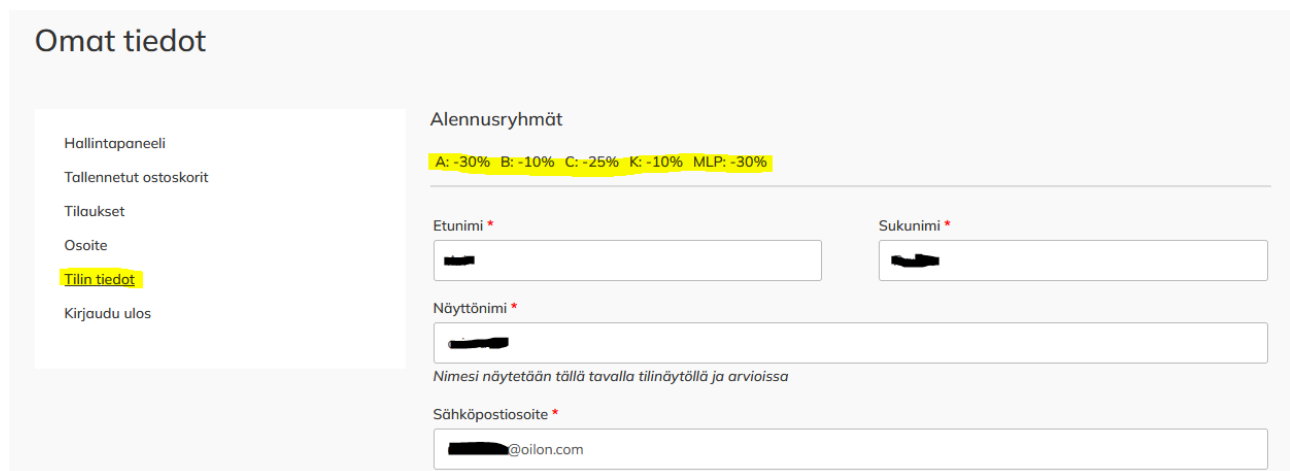 Omat tiedot
Hallintapaneeli
Tallennetut ostoskorit
Tilaukset
Osoite
Tilin tiedot
Kirjaudu ulos
Alennusryhmät
A: -30% B: -10% C: -25% K: -10% MLP: -30%
Etunimi * Sukunimi *
Näyttönimi *
Nimesi näytetään tällä tavalla tilinäytöllä ja arvioissa
Sähköpostiosoite *
@oilon.com